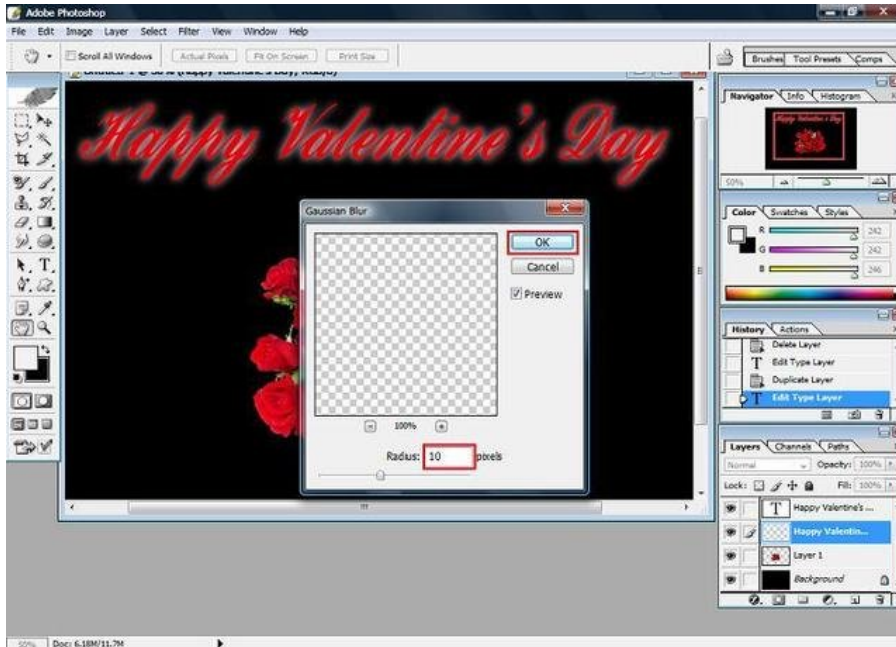 Adobe Photoshop
File Edit Image Layer Select Filter View Window Help
Scroll All Windows Actual Pixels Fit On Screen Print Size
Brushes Tool Presets Comps
Happy Valentine's Day
Navigator Info Histogram
50%
Color Swatches Styles
R 242
G 242
B 246
Gaussian Blur
OK
Cancel
Preview
100%
Radius: 10 pixels
History Actions
Delete Layer
Edit Type Layer
Duplicate Layer
Edit Type Layer
Layers Channels Paths
Normal Opacity: 100%
Lock: Fill: 100%
T Happy Valentine's ...
Happy Valentin...
Layer 1
Background
50% Doc: 6.18M/11.7M